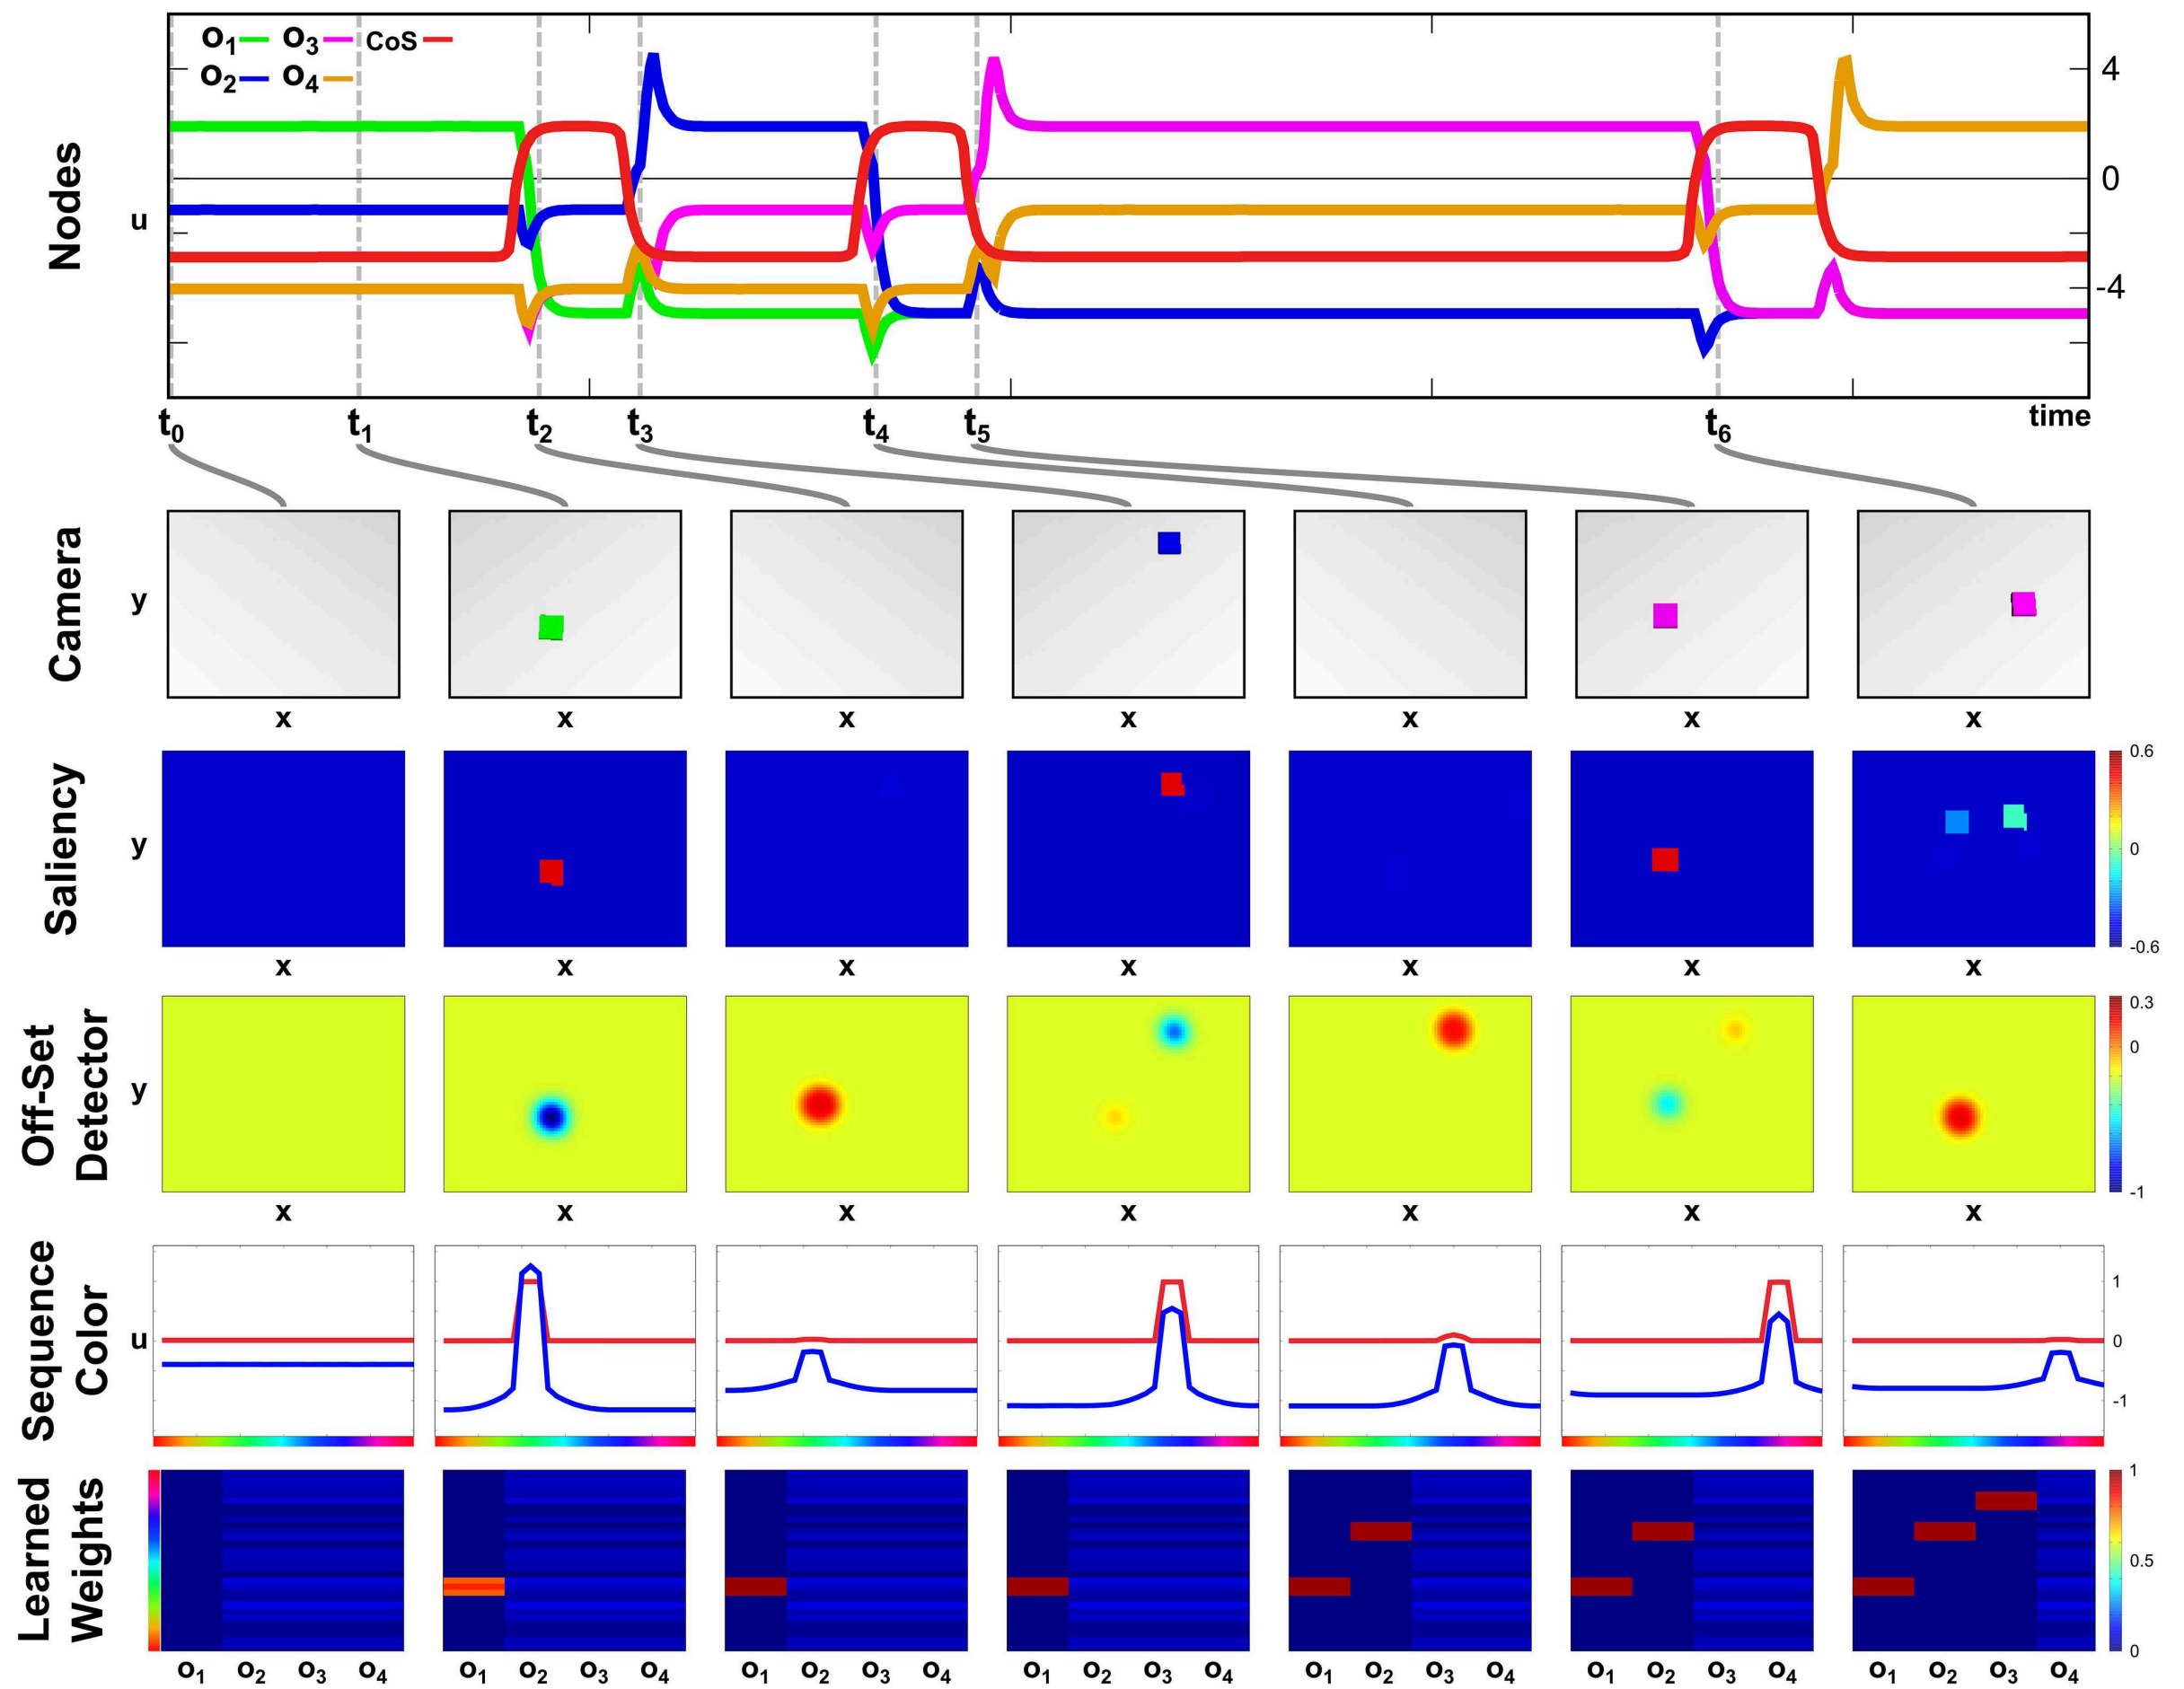 o1 o3 CoS
o2 o4
4
0
-4
Nodes
u
t0 t1 t2 t3 t4 t5 t6 time
Camera
y
x x x x x x x
Saliency
y
0.6
0
-0.6
x x x x x x x
Off-Set
Detector
y
0.3
0
-1
x x x x x x x
Sequence
Color
u
1
0
-1
Learned
Weights
1
0.5
0
o1 o2 o3 o4 o1 o2 o3 o4 o1 o2 o3 o4 o1 o2 o3 o4 o1 o2 o3 o4 o1 o2 o3 o4 o1 o2 o3 o4